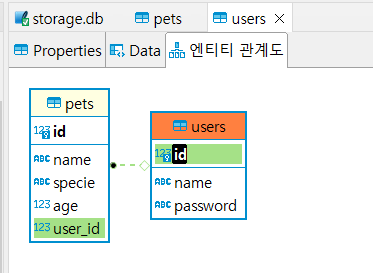 storage.db pets users
Properties Data 엔티티 관계도
pets
123 id
ABC name
ABC specie
123 age
123 user_id
users
123 id
ABC name
ABC password